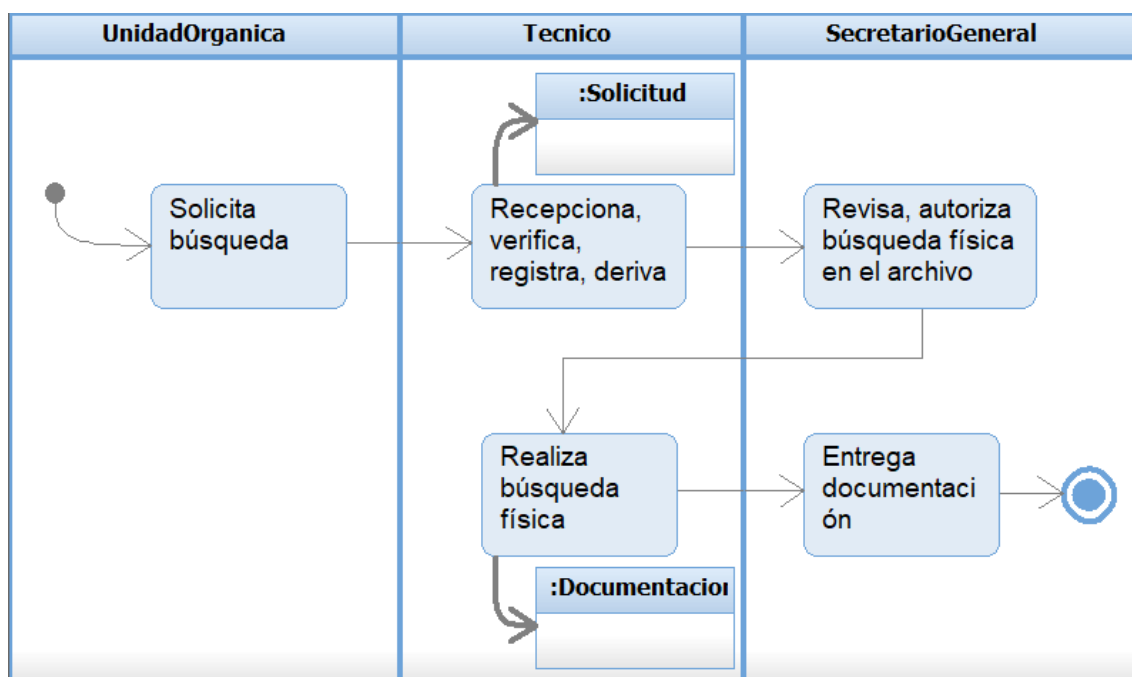 UnidadOrganica
Tecnico
SecretarioGeneral
:Solicitud
Solicita
búsqueda
Recepciona,
verifica,
registra, deriva
Revisa, autoriza
búsqueda física
en el archivo
Realiza
búsqueda
física
Entrega
documentaci
ón
:Documentacion